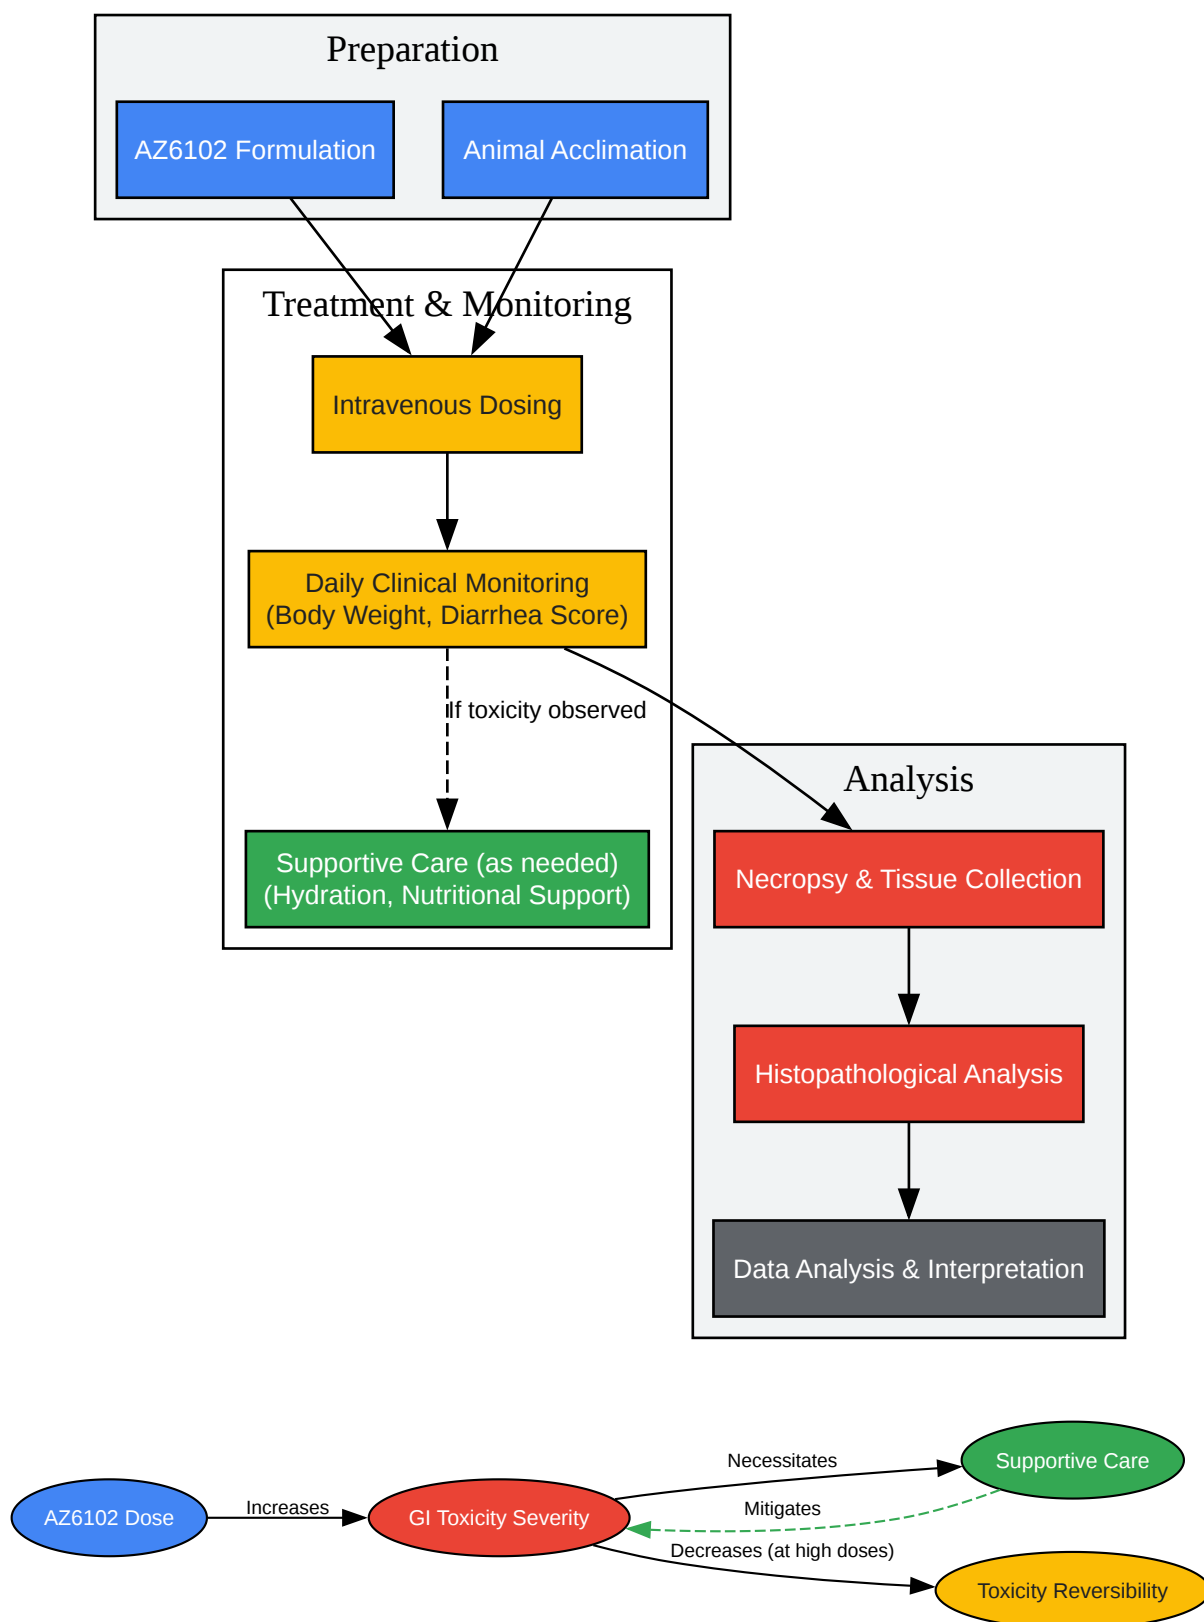 Preparation
AZ6102 Formulation
Animal Acclimation
Treatment & Monitoring
Intravenous Dosing
Daily Clinical Monitoring
(Body Weight, Diarrhea Score)
If toxicity observed
Supportive Care (as needed)
(Hydration, Nutritional Support)
Analysis
Necropsy & Tissue Collection
Histopathological Analysis
Data Analysis & Interpretation
AZ6102 Dose
Increases
GI Toxicity Severity
Necessitates
Mitigates
Decreases (at high doses)
Supportive Care
Toxicity Reversibility